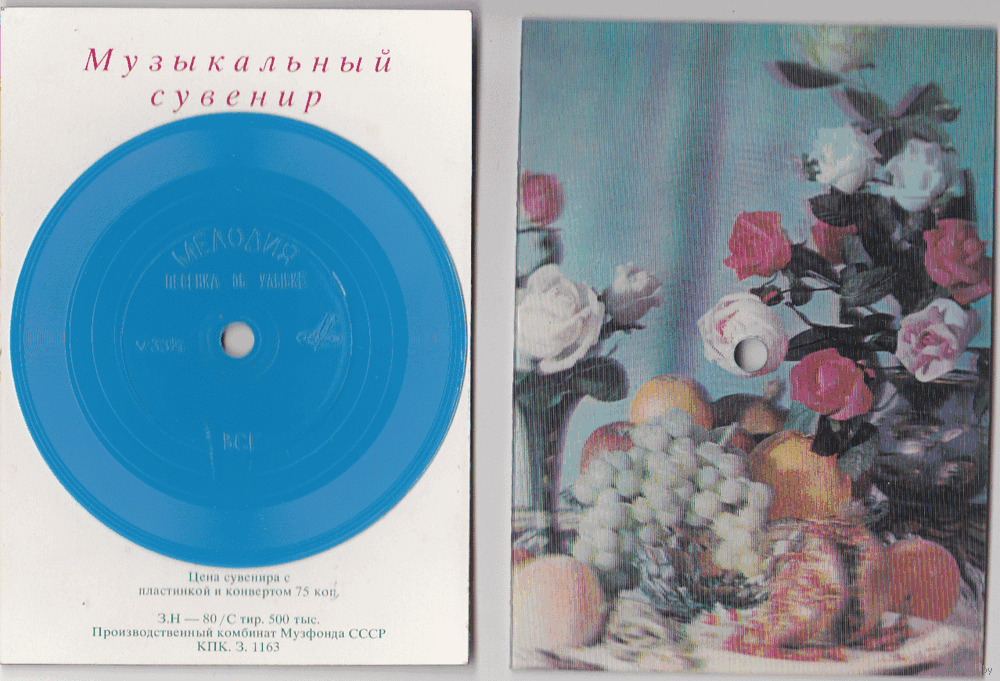 Музыкальный
сувенир
МЕЛОДИЯ
ПЕСЕНКА ОБ УЛЫБКЕ
Цена сувенира с
пластинкой и конвертом 75 коп.
З.Н — 80 / С тир. 500 тыс.
Производственный комбинат Музфонда СССР
КПК. З. 1163